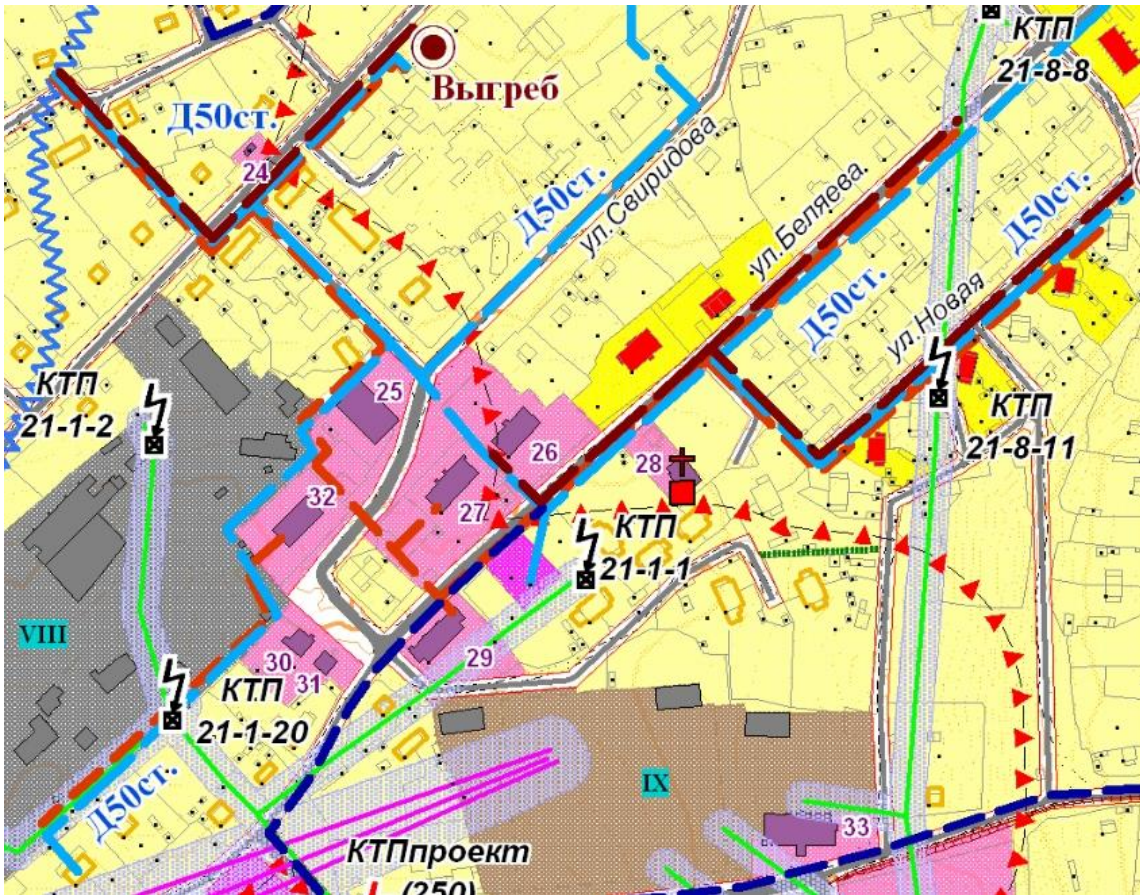 КТП
21-8-8
Выгреб
Д50ст.
24
Д50ст.
ул.Свиридова
ул.Беляева.
Д50ст.
Д50ст.
ул.Новая
КТП
21-1-2
25
26
28
КТП
21-8-11
32
27
КТП
21-1-1
VIII
30
31
29
КТП
21-1-20
Д50ст.
IX
33
КТПпроект
(250)